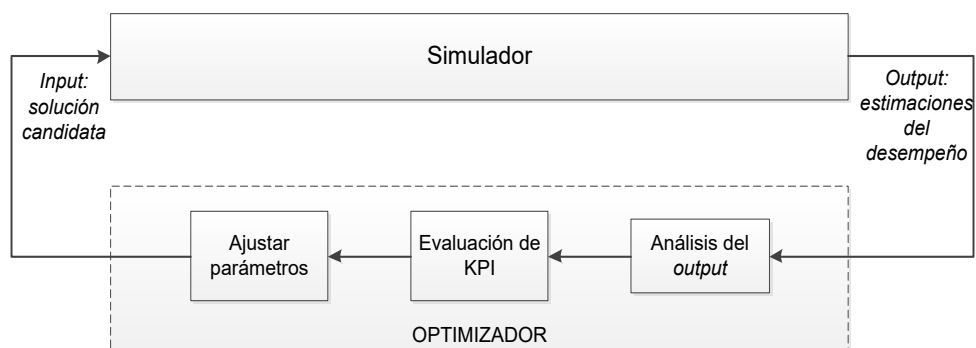 Simulador
Input:
solución
candidata
Output:
estimaciones
del
desempeño
Ajustar
parámetros
Evaluación de
KPI
Análisis del
output
OPTIMIZADOR